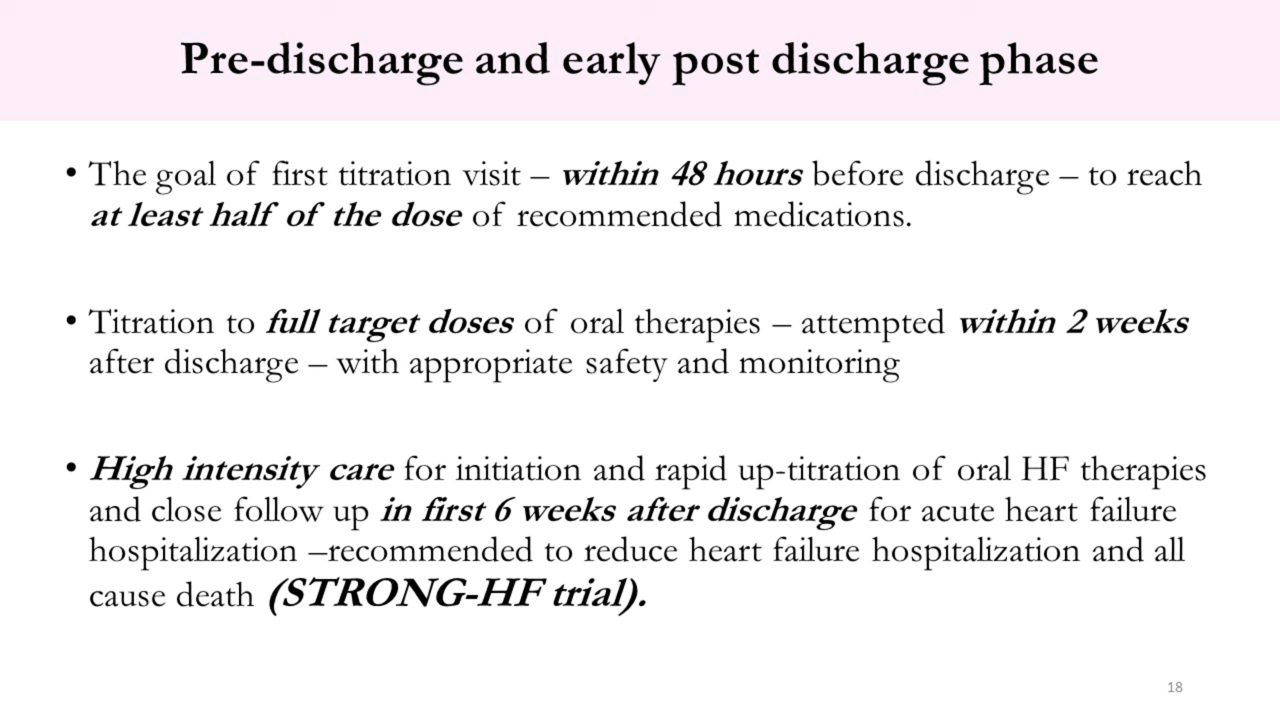 Pre-discharge and early post discharge phase
• The goal of first titration visit – within 48 hours before discharge – to reach
at least half of the dose of recommended medications.
• Titration to full target doses of oral therapies – attempted within 2 weeks
after discharge – with appropriate safety and monitoring
• High intensity care for initiation and rapid up-titration of oral HF therapies
and close follow up in first 6 weeks after discharge for acute heart failure
hospitalization –recommended to reduce heart failure hospitalization and all
cause death (STRONG-HF trial).
18